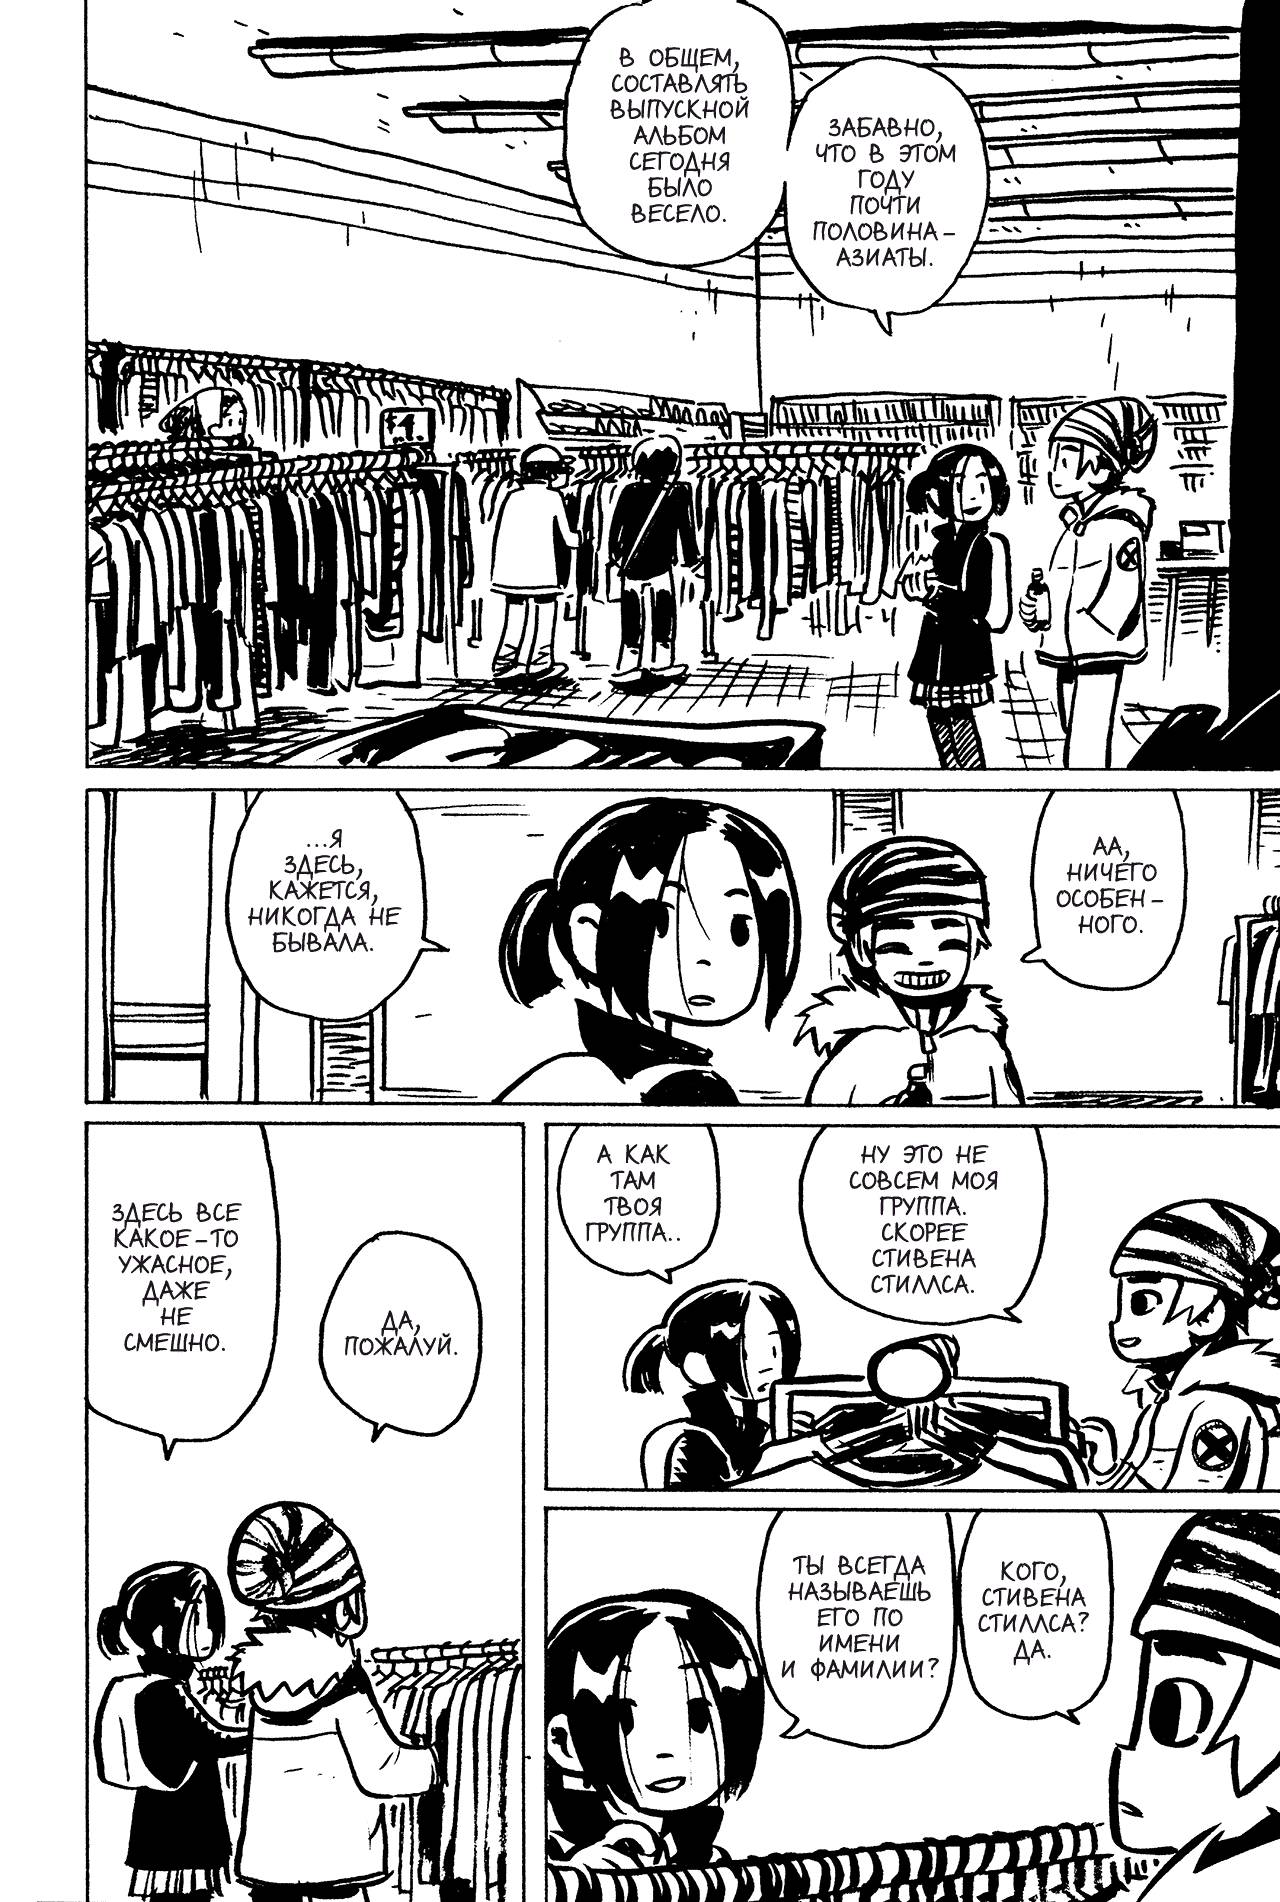 В ОБЩЕМ,
СОСТАВЛЯТЬ
ВЫПУСКНОЙ
АЛЬБОМ
СЕГОДНЯ
БЫЛО
ВЕСЕЛО.
ЗАБАВНО,
ЧТО В ЭТОМ
ГОДУ
ПОЧТИ
ПОЛОВИНА-
АЗИАТЫ.
...Я
ЗДЕСЬ,
КАЖЕТСЯ,
НИКОГДА НЕ
БЫВАЛА.
АА,
НИЧЕГО
ОСОБЕН-
НОГО.
ЗДЕСЬ ВСЕ
КАКОЕ-ТО
УЖАСНОЕ,
ДАЖЕ
НЕ
СМЕШНО.
ДА,
ПОЖАЛУЙ.
А КАК
ТАМ
ТВОЯ
ГРУППА..
НУ ЭТО НЕ
СОВСЕМ МОЯ
ГРУППА.
СКОРЕЕ
СТИВЕНА
СТИЛЛСА.
ТЫ ВСЕГДА
НАЗЫВАЕШЬ
ЕГО ПО
ИМЕНИ
И ФАМИЛИИ?
КОГО,
СТИВЕНА
СТИЛЛСА?
ДА.